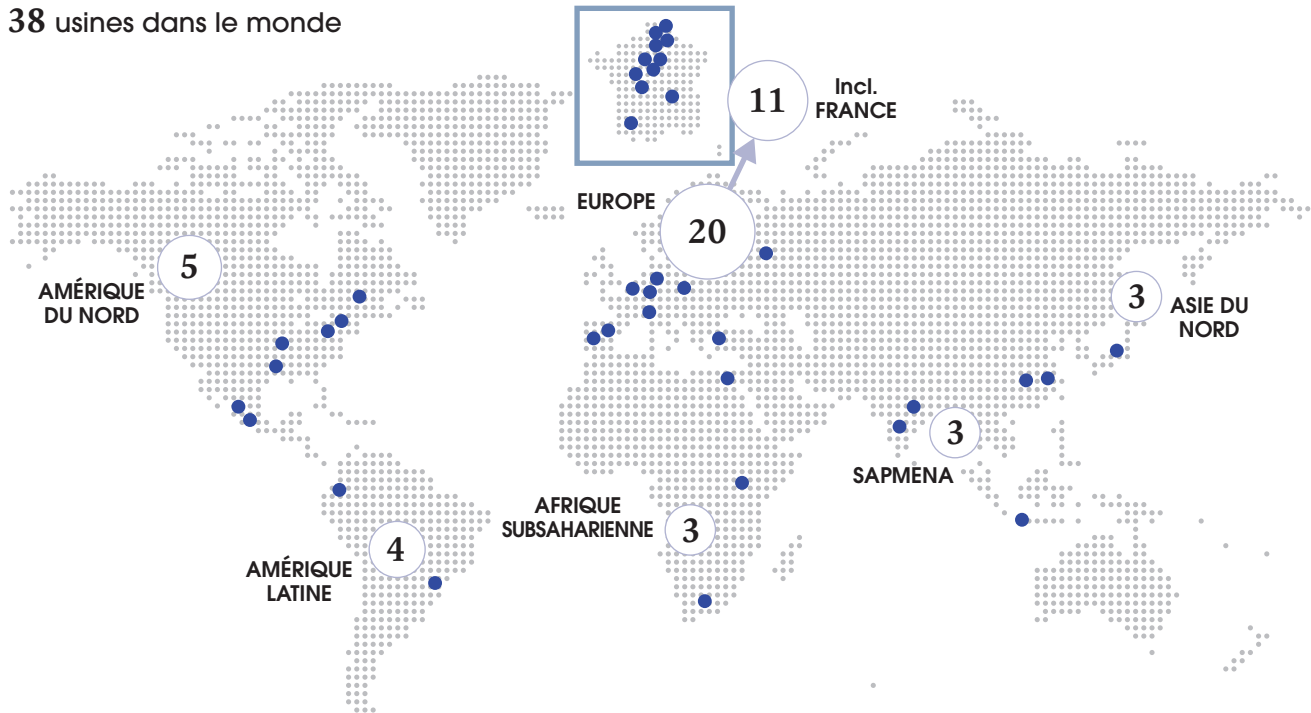 38 usines dans le monde
11
Incl.
FRANCE
EUROPE
20
5
AMÉRIQUE
DU NORD
3
ASIE DU
NORD
3
SAPMENA
AFRIQUE
SUBSAHARIENNE
3
4
AMÉRIQUE
LATINE